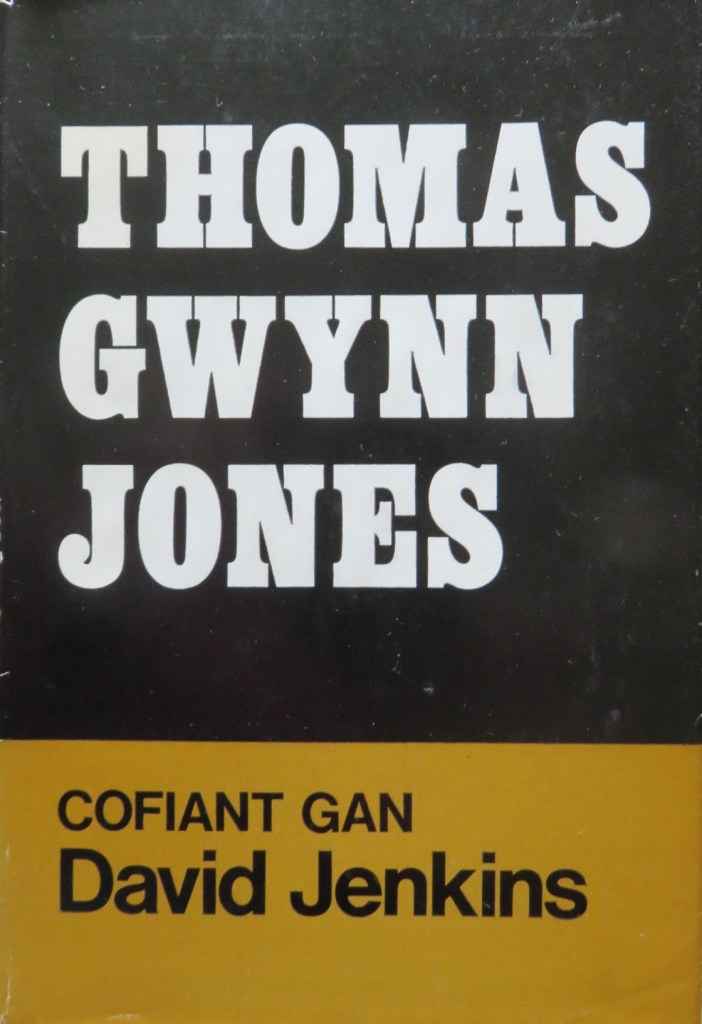 THOMAS
GWYNN
JONES
COFIANT GAN
David Jenkins